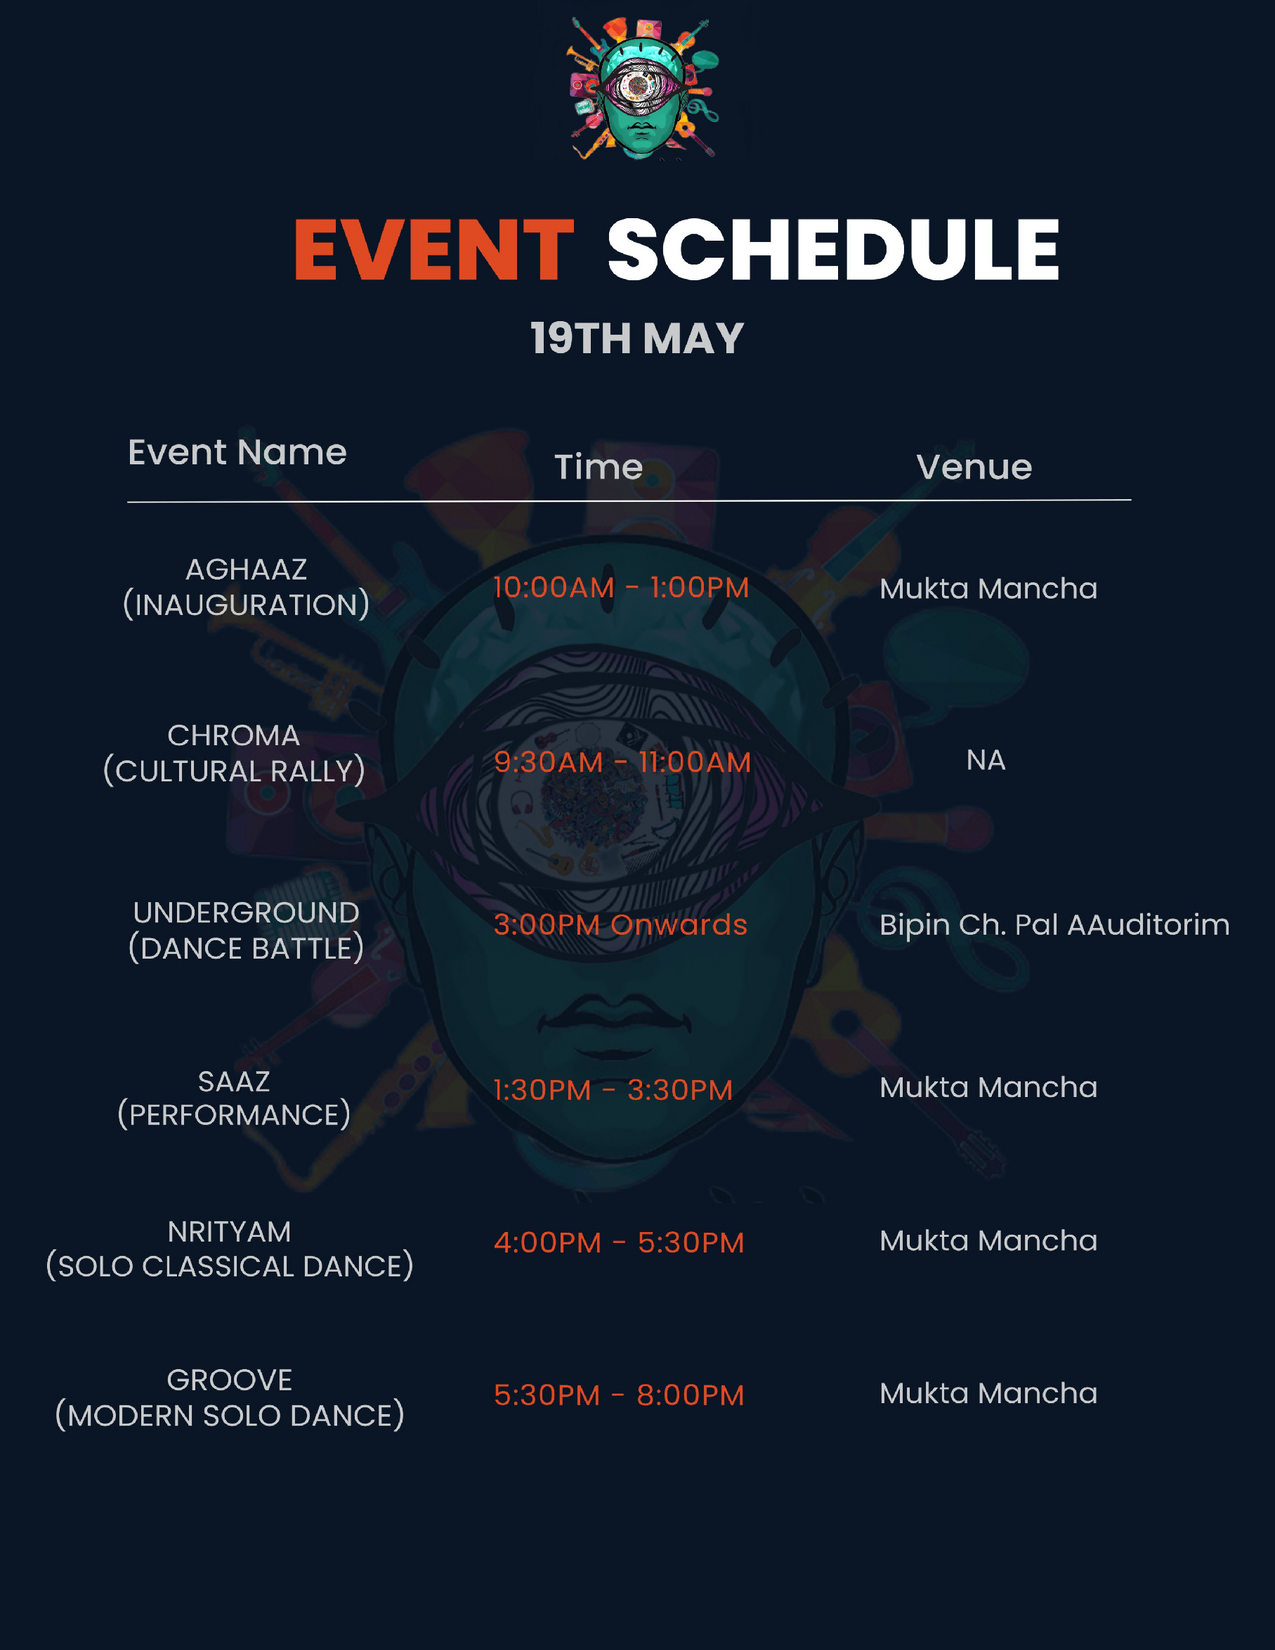 EVENT SCHEDULE
19TH MAY
Event Name Time Venue
AGHAAZ
(INAUGURATION)
10:00AM - 1:00PM
Mukta Mancha
CHROMA
(CULTURAL RALLY)
9:30AM - 11:00AM
NA
UNDERGROUND
(DANCE BATTLE)
3:00PM Onwards
Bipin Ch. Pal AAuditorim
SAAZ
(PERFORMANCE)
1:30PM - 3:30PM
Mukta Mancha
NRITYAM
(SOLO CLASSICAL DANCE)
4:00PM - 5:30PM
Mukta Mancha
GROOVE
(MODERN SOLO DANCE)
5:30PM - 8:00PM
Mukta Mancha